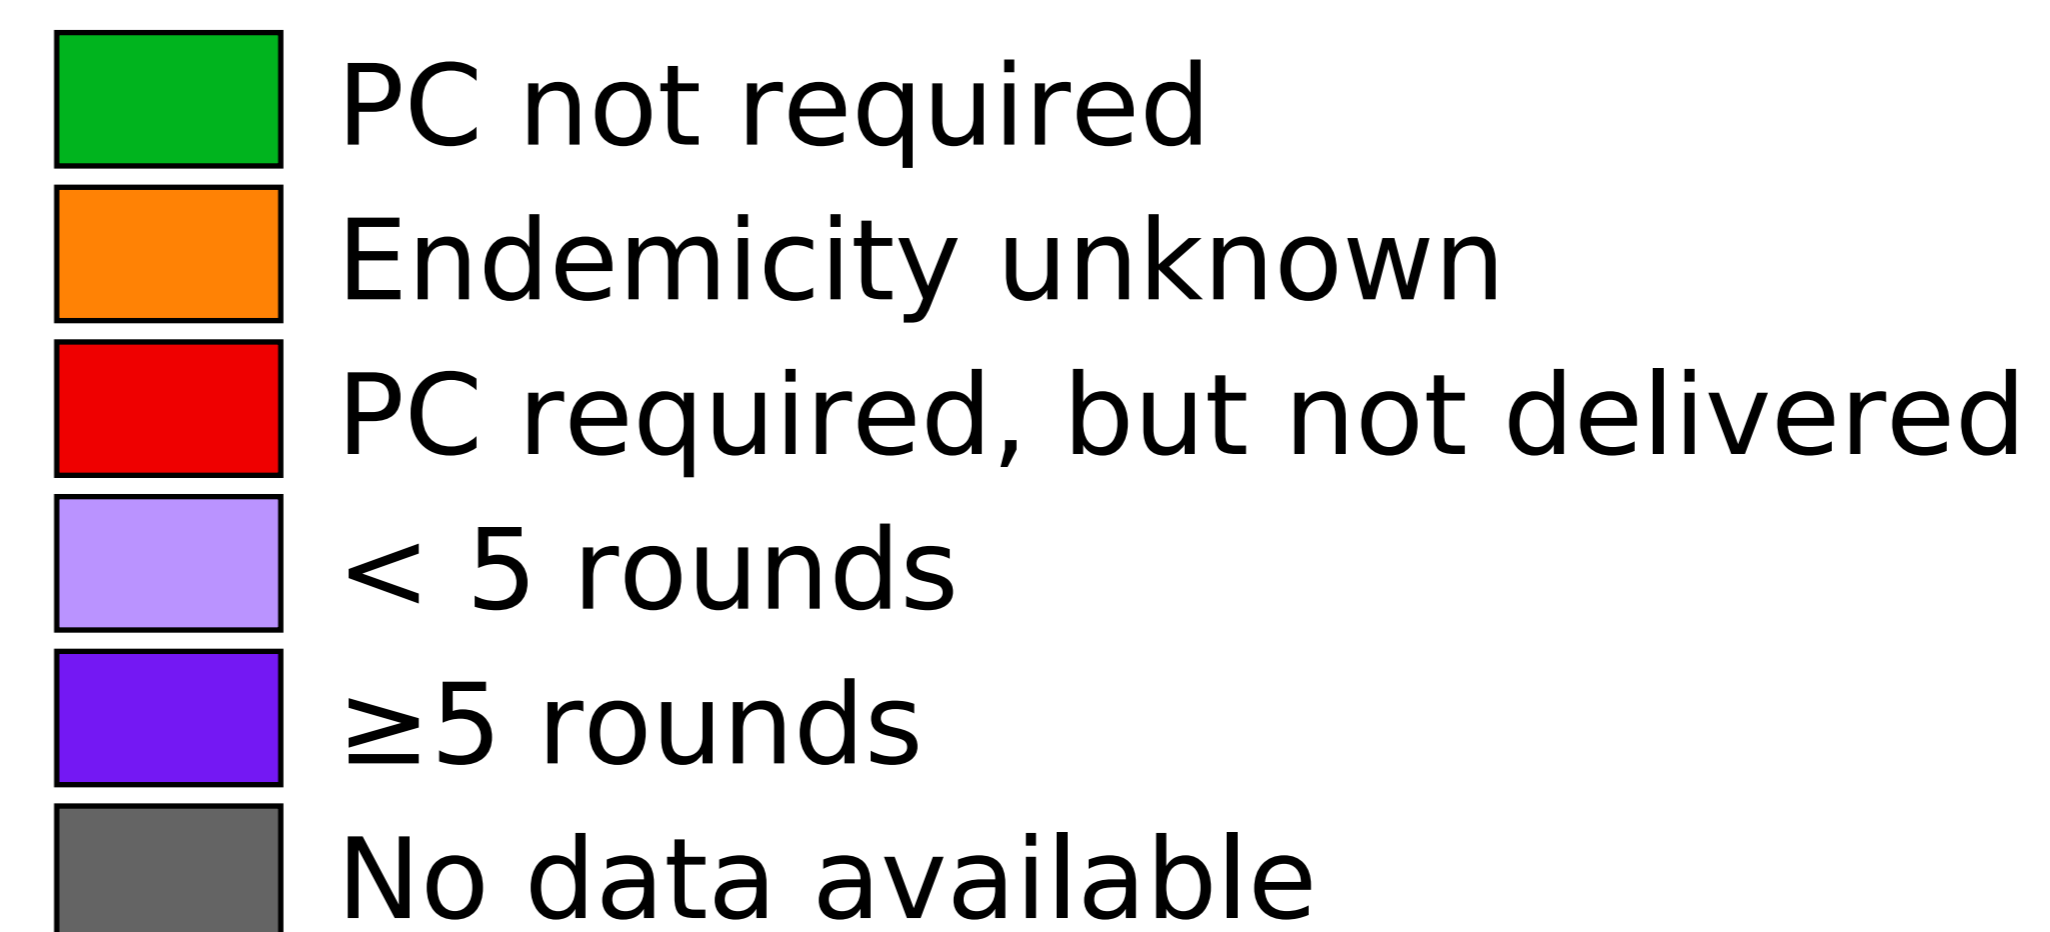 PC not required
Endemicity unknown
PC required, but not delivered
< 5 rounds
≥5 rounds
No data available